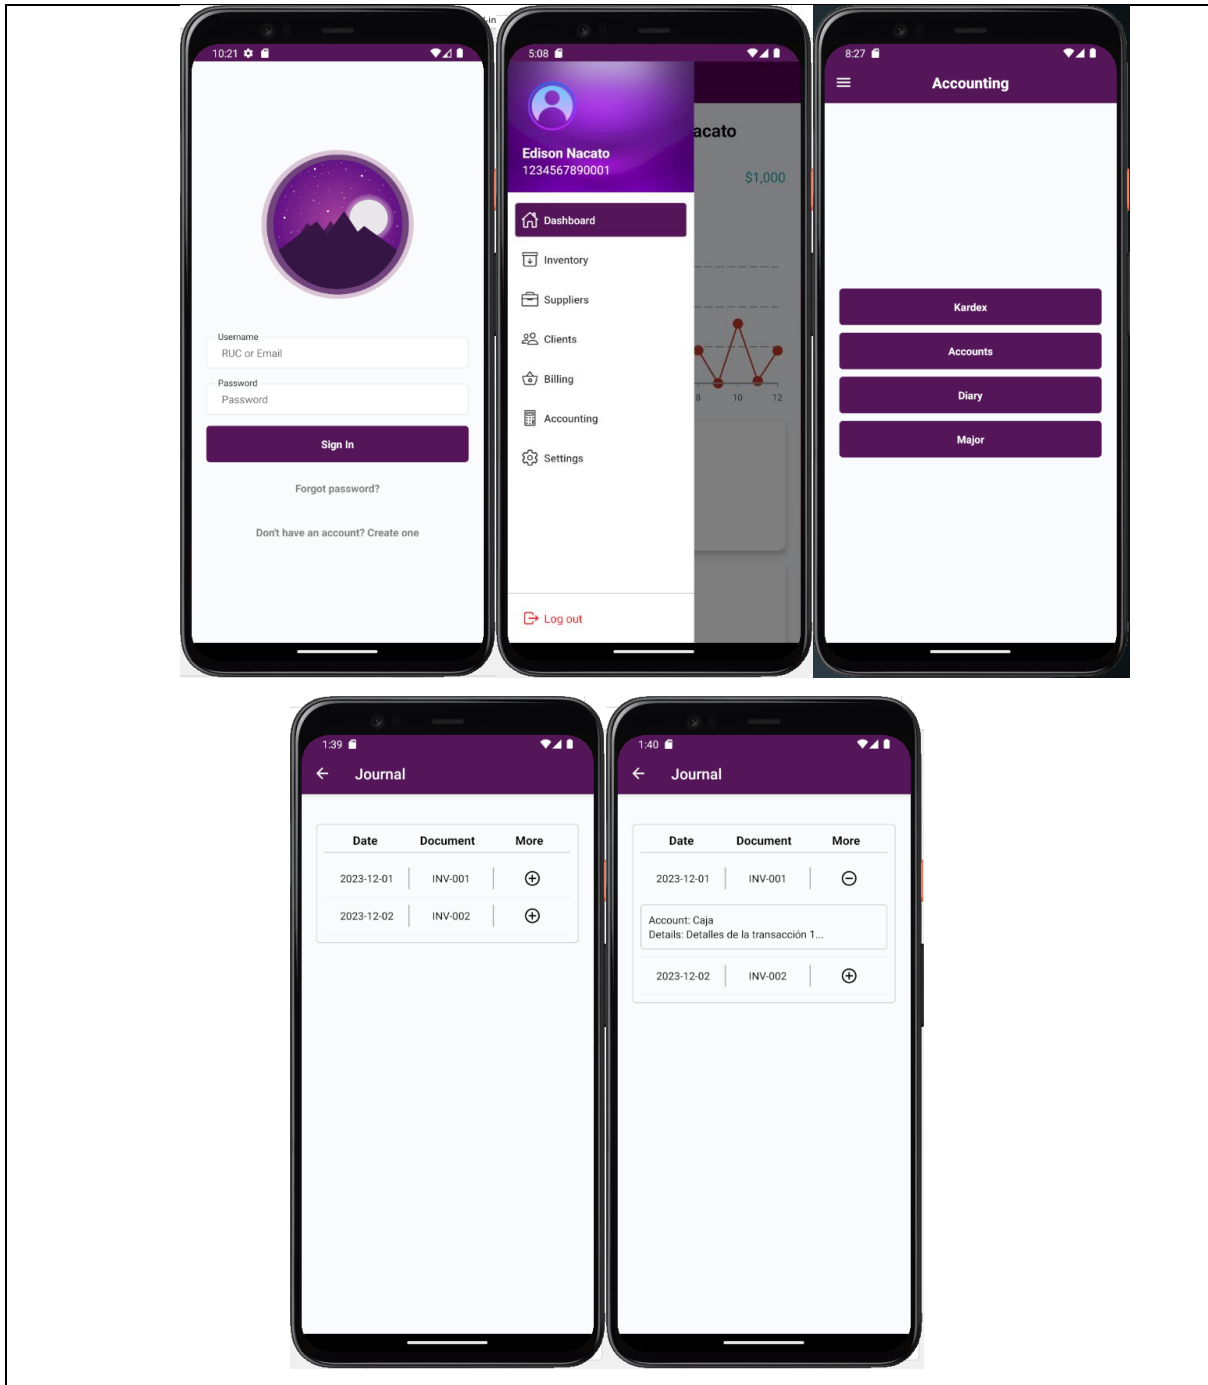 10:21
Username
RUC or Email
Password
Password
Sign In
Forgot password?
Don't have an account? Create one
5:08
Edison Nacato
1234567890001
acato
$1,000
Dashboard
Inventory
Suppliers
Clients
Billing
Accounting
Settings
8 10 12
Log out
8:27
Accounting
Kardex
Accounts
Diary
Major
1:39
Journal
Date Document More
2023-12-01 INV-001
2023-12-02 INV-002
1:40
Journal
Date Document More
2023-12-01 INV-001
Account: Caja
Details: Detalles de la transacción 1...
2023-12-02 INV-002